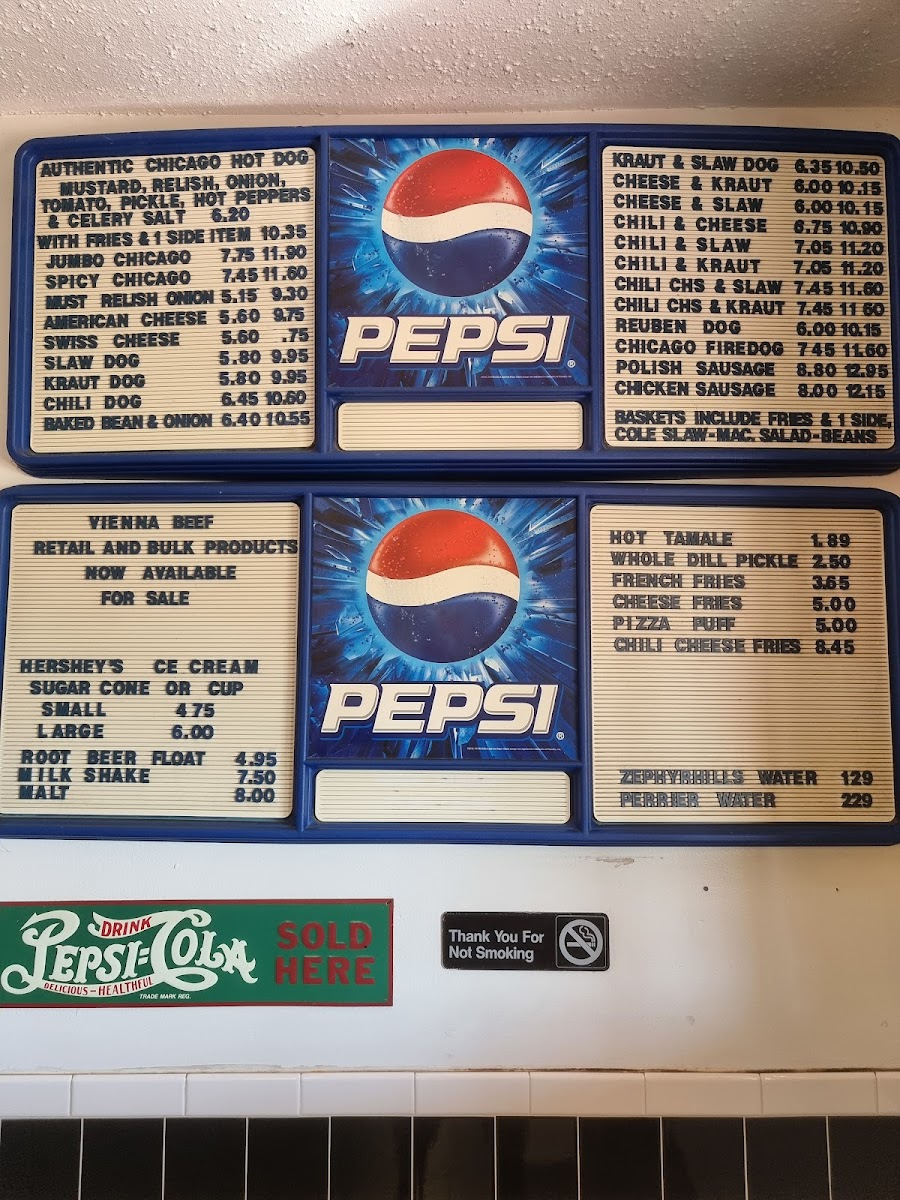 AUTHENTIC CHICAGO HOT DOG
MUSTARD, RELISH, ONION,
TOMATO, PICKLE, HOT PEPPERS
& CELERY SALT 6.20
WITH FRIES & 1 SIDE ITEM 10.35
JUMBO CHICAGO 7.75 11.90
SPICY CHICAGO 7.45 11.60
MUST RELISH ONION 5.15 9.30
AMERICAN CHEESE 5.60 9.75
SWISS CHEESE 5.60 .75
SLAW DOG 5.80 9.95
KRAUT DOG 5.80 9.95
CHILI DOG 6.45 10.60
BAKED BEAN & ONION 6.40 10.55
PEPSI
KRAUT & SLAW DOG 6.35 10.50
CHEESE & KRAUT 6.00 10.15
CHEESE & SLAW 6.00 10.15
CHILI & CHEESE 6.75 10.90
CHILI & SLAW 7.05 11.20
CHILI & KRAUT 7.05 11.20
CHILI CHS & SLAW 7.45 11.60
CHILI CHS & KRAUT 7.45 11 60
REUBEN DOG 6.00 10.15
CHICAGO FIREDOG 7 45 11.60
POLISH SAUSAGE 8.80 12.95
CHICKEN SAUSAGE 8.00 12.15
BASKETS INCLUDE FRIES & 1 SIDE,
COLE SLAW-MAC. SALAD-BEANS
VIENNA BEEF
RETAIL AND BULK PRODUCTS
NOW AVAILABLE
FOR SALE
HERSHEY'S CE CREAM
SUGAR CONE OR CUP
SMALL 4 75
LARGE 6.00
ROOT BEER FLOAT 4.95
MILK SHAKE 7.50
MALT 8.00
PEPSI
HOT TAMALE 1.89
WHOLE DILL PICKLE 2.50
FRENCH FRIES 3.65
CHEESE FRIES 5.00
PIZZA PUFF 5.00
CHILI CHEESE FRIES 8.45
ZEPHYRHILLS WATER 129
PERRIER WATER 229
DRINK
PEPSI=COLA
DELICIOUS-HEALTHFUL
TRADE MARK REG.
SOLD
HERE
Thank You For
Not Smoking